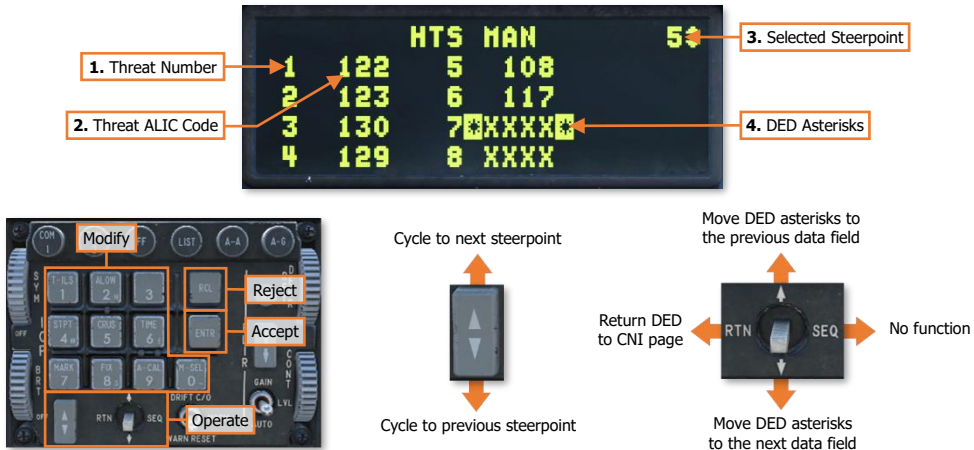 HTS MAN 5
1 122 5 108
2 123 6 117
3 130 7 *XXXX*
4 129 8 XXXX
1. Threat Number
2. Threat ALIC Code
3. Selected Steerpoint
4. DED Asterisks
COM
1
Modify
FF
LIST
A-A
A-G
SYM
T-ILS
1
ALOW
2 N
3
RCL
Reject
STPT
4 W
CRUS
5
TIME
6 E
ENTR
Accept
OFF
ICP
BRT
MARK
7
FIX
8 S
A-CAL
9
M-SEL
0
CONT
GAIN
LVL
AUTO
OFF
RTN
SEQ
DRIFT C/O
Operate
WARN RESET
Cycle to next steerpoint
Cycle to previous steerpoint
Move DED asterisks to
the previous data field
Return DED
to CNI page
RTN
SEQ
No function
Move DED asterisks
to the next data field